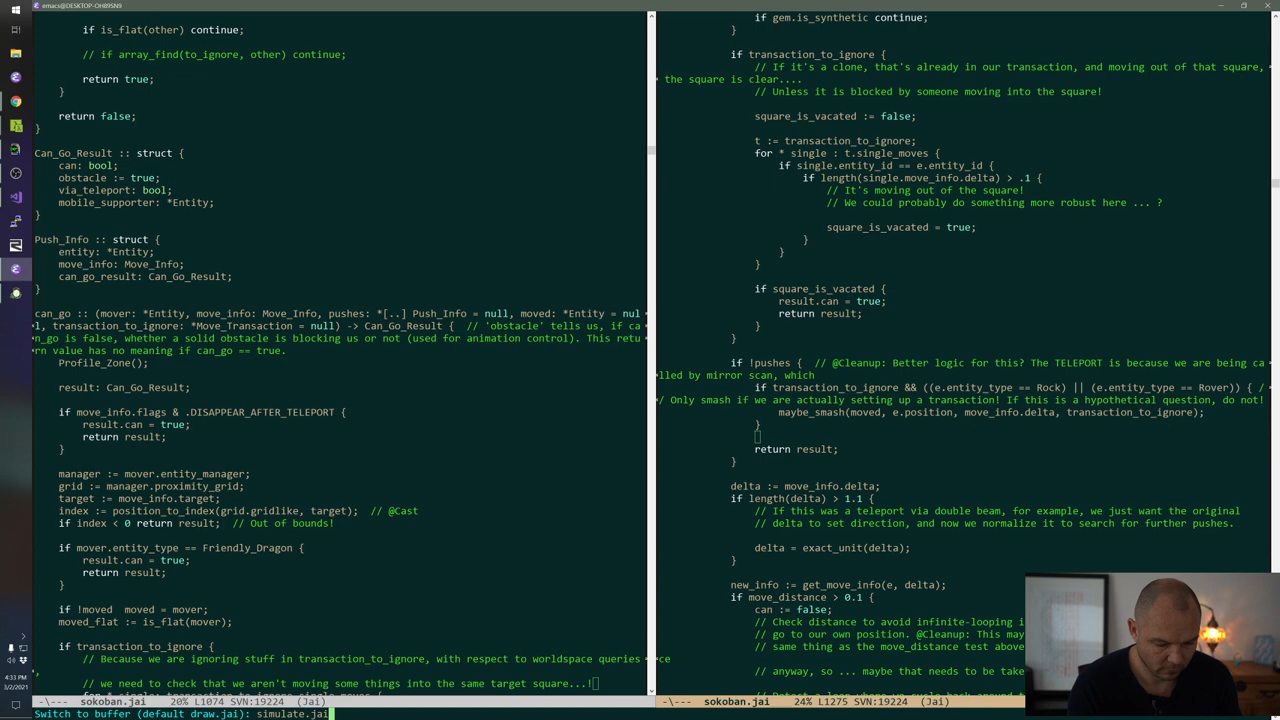 emacs@DESKTOP-OH89SN9
if is_flat(other) continue;
// if array_find(to_ignore, other) continue;
return true;
}
return false;
}
Can_Go_Result :: struct {
can: bool;
obstacle := true;
via_teleport: bool;
mobile_supporter: *Entity;
}
Push_Info :: struct {
entity: *Entity;
move_info: Move_Info;
can_go_result: Can_Go_Result;
}
can_go :: (mover: *Entity, move_info: Move_Info, pushes: *[..] Push_Info = null, moved: *Entity = nul
l, transaction_to_ignore: *Move_Transaction = null) -> Can_Go_Result {  // 'obstacle' tells us, if ca
n_go is false, whether a solid obstacle is blocking us or not (used for animation control). This retu
rn value has no meaning if can_go == true.
Profile_Zone();
result: Can_Go_Result;
if move_info.flags & .DISAPPEAR_AFTER_TELEPORT {
result.can = true;
return result;
}
manager := mover.entity_manager;
grid := manager.proximity_grid;
target := move_info.target;
index := position_to_index(grid.gridlike, target);  // @Cast
if index < 0 return result;  // Out of bounds!
if mover.entity_type == Friendly_Dragon {
result.can = true;
return result;
}
if !moved  moved = mover;
moved_flat := is_flat(mover);
if transaction_to_ignore {
// Because we are ignoring stuff in transaction_to_ignore, with respect to worldspace queries
,
// we need to check that we aren't moving some things into the same target square...!
for * single: transaction_to_ignore.single_moves {
-\---  sokoban.jai    20% L1074 SVN:19224  (Jai)
if gem.is_synthetic continue;
}
if transaction_to_ignore {
// If it's a clone, that's already in our transaction, and moving out of that square,
the square is clear....
// Unless it is blocked by someone moving into the square!
square_is_vacated := false;
t := transaction_to_ignore;
for * single : t.single_moves {
if single.entity_id == e.entity_id {
if length(single.move_info.delta) > .1 {
// It's moving out of the square!
// We could probably do something more robust here ... ?
square_is_vacated = true;
}
}
}
if square_is_vacated {
result.can = true;
return result;
}
}
if !pushes {  // @Cleanup: Better logic for this? The TELEPORT is because we are being ca
lled by mirror scan, which
if transaction_to_ignore && ((e.entity_type == Rock) || (e.entity_type == Rover)) { /
/ Only smash if we are actually setting up a transaction! If this is a hypothetical question, do not!
maybe_smash(moved, e.position, move_info.delta, transaction_to_ignore);
}
return result;
}
delta := move_info.delta;
if length(delta) > 1.1 {
// If this was a teleport via double beam, for example, we just want the original
// delta to set direction, and now we normalize it to search for further pushes.
delta = exact_unit(delta);
}
new_info := get_move_info(e, delta);
if move_distance > 0.1 {
can := false;
// Check distance to avoid infinite-looping i
// go to our own position. @Cleanup: This may
// same thing as the move_distance test above
ce
// anyway, so ... maybe that needs to be take
-\---  sokoban.jai    24% L1275 SVN:19224  (Jai)
Switch to buffer (default draw.jai): simulate.jai
4:33 PM
3/2/2021